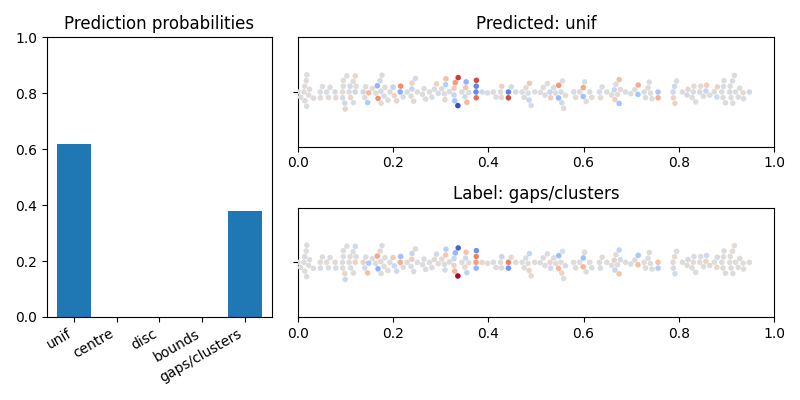 Prediction probabilities
1.0
0.8
0.6
0.4
0.2
0.0
unif
centre
disc
bounds
gaps/clusters
Predicted: unif
0.0 0.2 0.4 0.6 0.8 1.0
Label: gaps/clusters
0.0 0.2 0.4 0.6 0.8 1.0